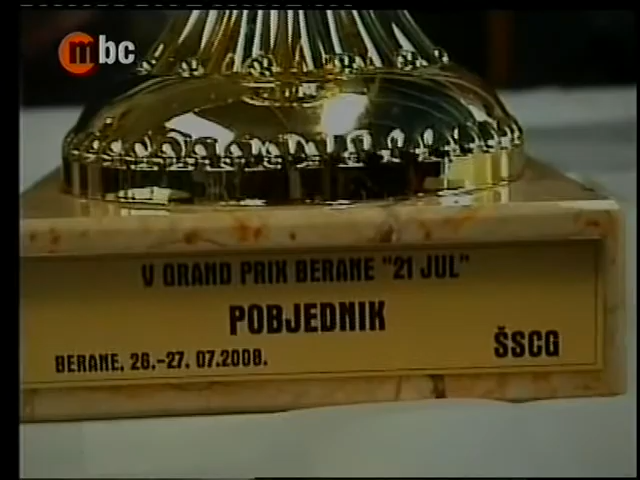 mbc
V GRAND PRIX BERANE "21 JUL"
POBJEDNIK
ŠSCG
BERANE, 26.-27. 07.2008.